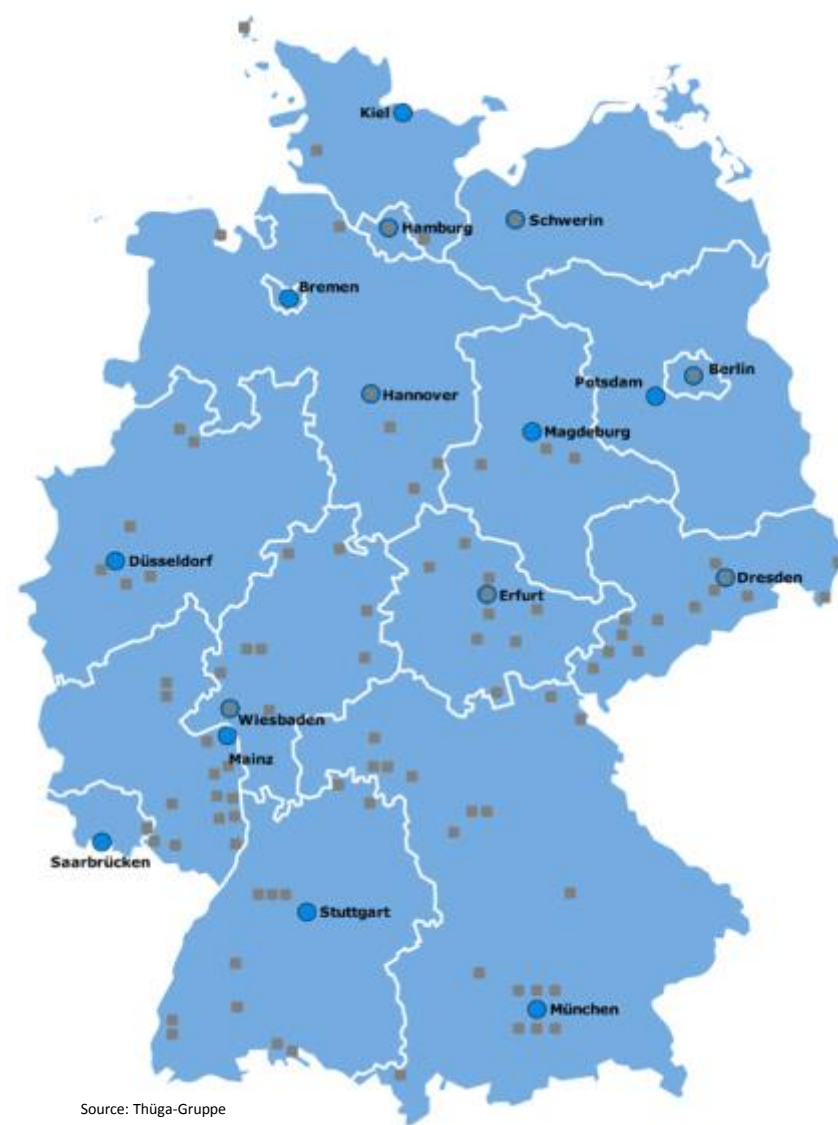 Kiel
Hamburg
Schwerin
Bremen
Berlin
Potsdam
Hannover
Magdeburg
Düsseldorf
Dresden
Erfurt
Wiesbaden
Mainz
Saarbrücken
Stuttgart
München
Source: Thüga-Gruppe